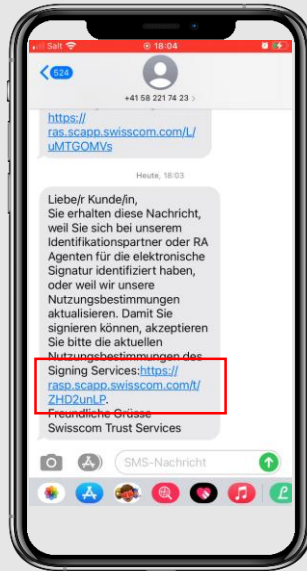 Salt 18:04
524
+41 58 221 74 23 >
https://
ras.scapp.swisscom.com/L/
uMTGOMVs
Heute, 18:03
Liebe/r Kunde/in,
Sie erhalten diese Nachricht,
weil Sie sich bei unserem
Identifikationspartner oder RA
Agenten für die elektronische
Signatur identifiziert haben,
oder weil wir unsere
Nutzungsbestimmungen
aktualisieren. Damit Sie
signieren können, akzeptieren
Sie bitte die aktuellen
Nutzungsbestimmungen des
Signing Services:https://
rasp.scapp.swisscom.com/t/
ZHD2unLP.
Freundliche Grüsse
Swisscom Trust Services
SMS-Nachricht